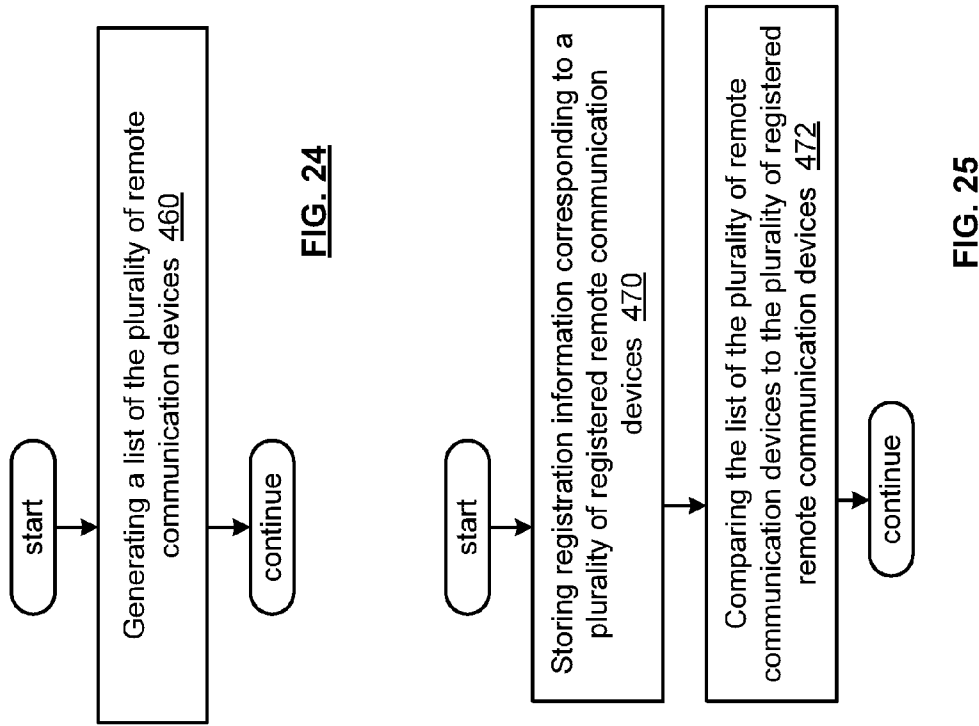 start
Generating a list of the plurality of remote
communication devices 460
continue
FIG. 24
start
Storing registration information corresponding to a
plurality of registered remote communication
devices 470
Comparing the list of the plurality of remote
communication devices to the plurality of registered
remote communication devices 472
continue
FIG. 25